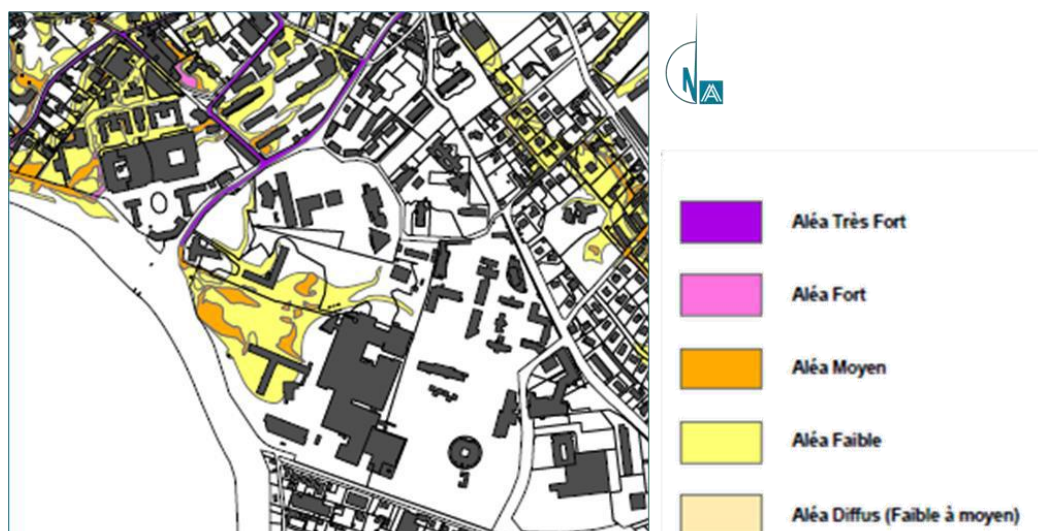 N
Aléa Très Fort
Aléa Fort
Aléa Moyen
Aléa Faible
Aléa Diffus (Faible à moyen)